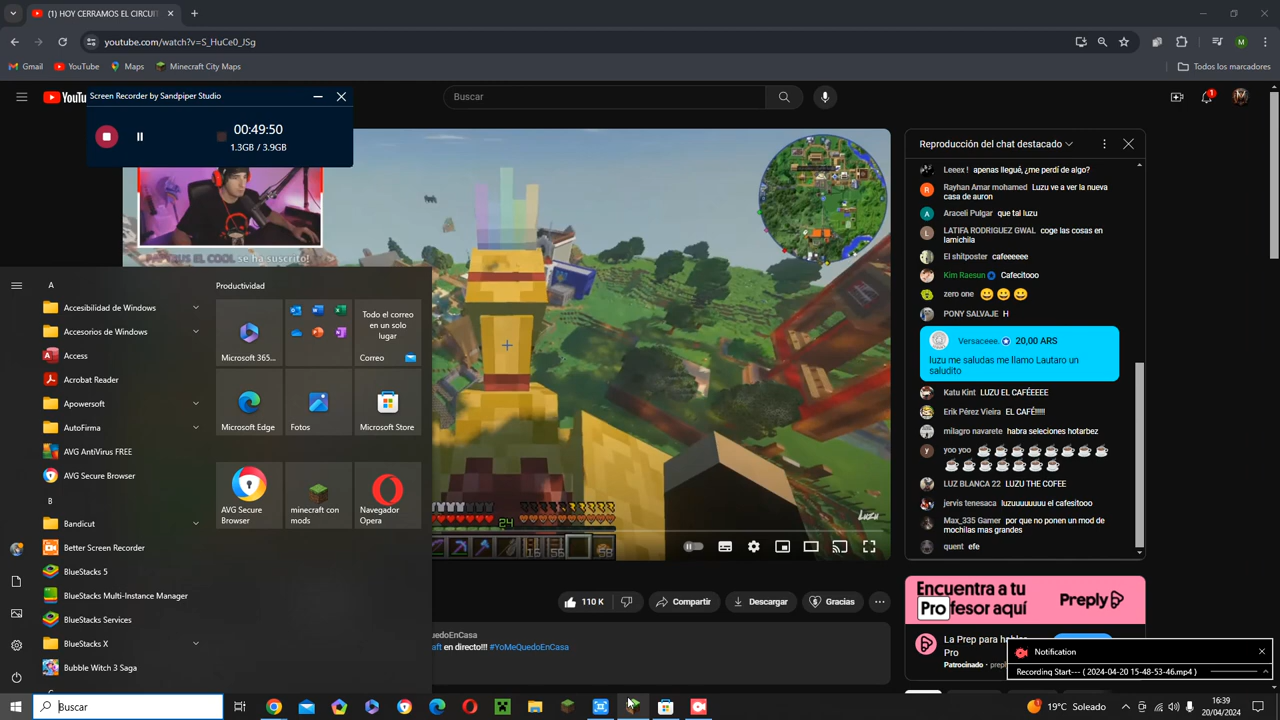 (1) HOY CERRAMOS EL CIRCUIT
youtube.com/watch?v=S_HuCe0_JSg
Gmail
YouTube
Maps
Minecraft City Maps
Todos los marcadores
Screen Recorder by Sandpiper Studio
00:49:50
1.3GB / 3.9GB
YouTu
Buscar
1
M
se ha suscrito!
24
LUZU
Reproducción del chat destacado
Leeex ! apenas llegué, ¿me perdí de algo?
Rayhan Amar mohamed Luzu ve a ver la nueva
casa de auron
Araceli Pulgar que tal luzu
LATIFA RODRIGUEZ GWAL coge las cosas en
lamichila
El shitposter cafeeeeee
Kim Raesun Cafecitooo
zero one 😀😀😀
PONY SALVAJE H
Versaceee. 20,00 ARS
luzu me saludas me llamo Lautaro un
saludito
Katu Kint LUZU EL CAFÉEEEE
Erik Pérez Vieira EL CAFÉ!!!!!
milagro navarete habra seleciones hotarbez
yoo yoo ☕☕☕☕☕☕☕
☕☕☕☕☕☕☕
LUZ BLANCA 22 LUZU THE COFEE
jervis tenesaca luzuuuuuuuu el cafesitooo
Max_335 Gamer por que no ponen un mod de
mochilas mas grandes
quent efe
A
Accesibilidad de Windows
Accesorios de Windows
Access
Acrobat Reader
Apowersoft
AutoFirma
AVG AntiVirus FREE
AVG Secure Browser
B
Bandicut
Better Screen Recorder
BlueStacks 5
BlueStacks Multi-Instance Manager
BlueStacks Services
BlueStacks X
Bubble Witch 3 Saga
Productividad
Microsoft 365...
Todo el correo
en un solo
lugar
Correo
Microsoft Edge
Fotos
Microsoft Store
AVG Secure
Browser
minecraft con
mods
Navegador
Opera
110 K
Compartir
Descargar
Gracias
uedoEnCasa
aft en directo!!! #YoMeQuedoEnCasa
Encuentra a tu
Profesor aquí
Preply
La Prep para hab
Pro
Patrocinado
Notification
Recording Start--- ( 2024-04-20 15-48-53-46.mp4 )
Buscar
19°C Soleado
16:39
20/04/2024